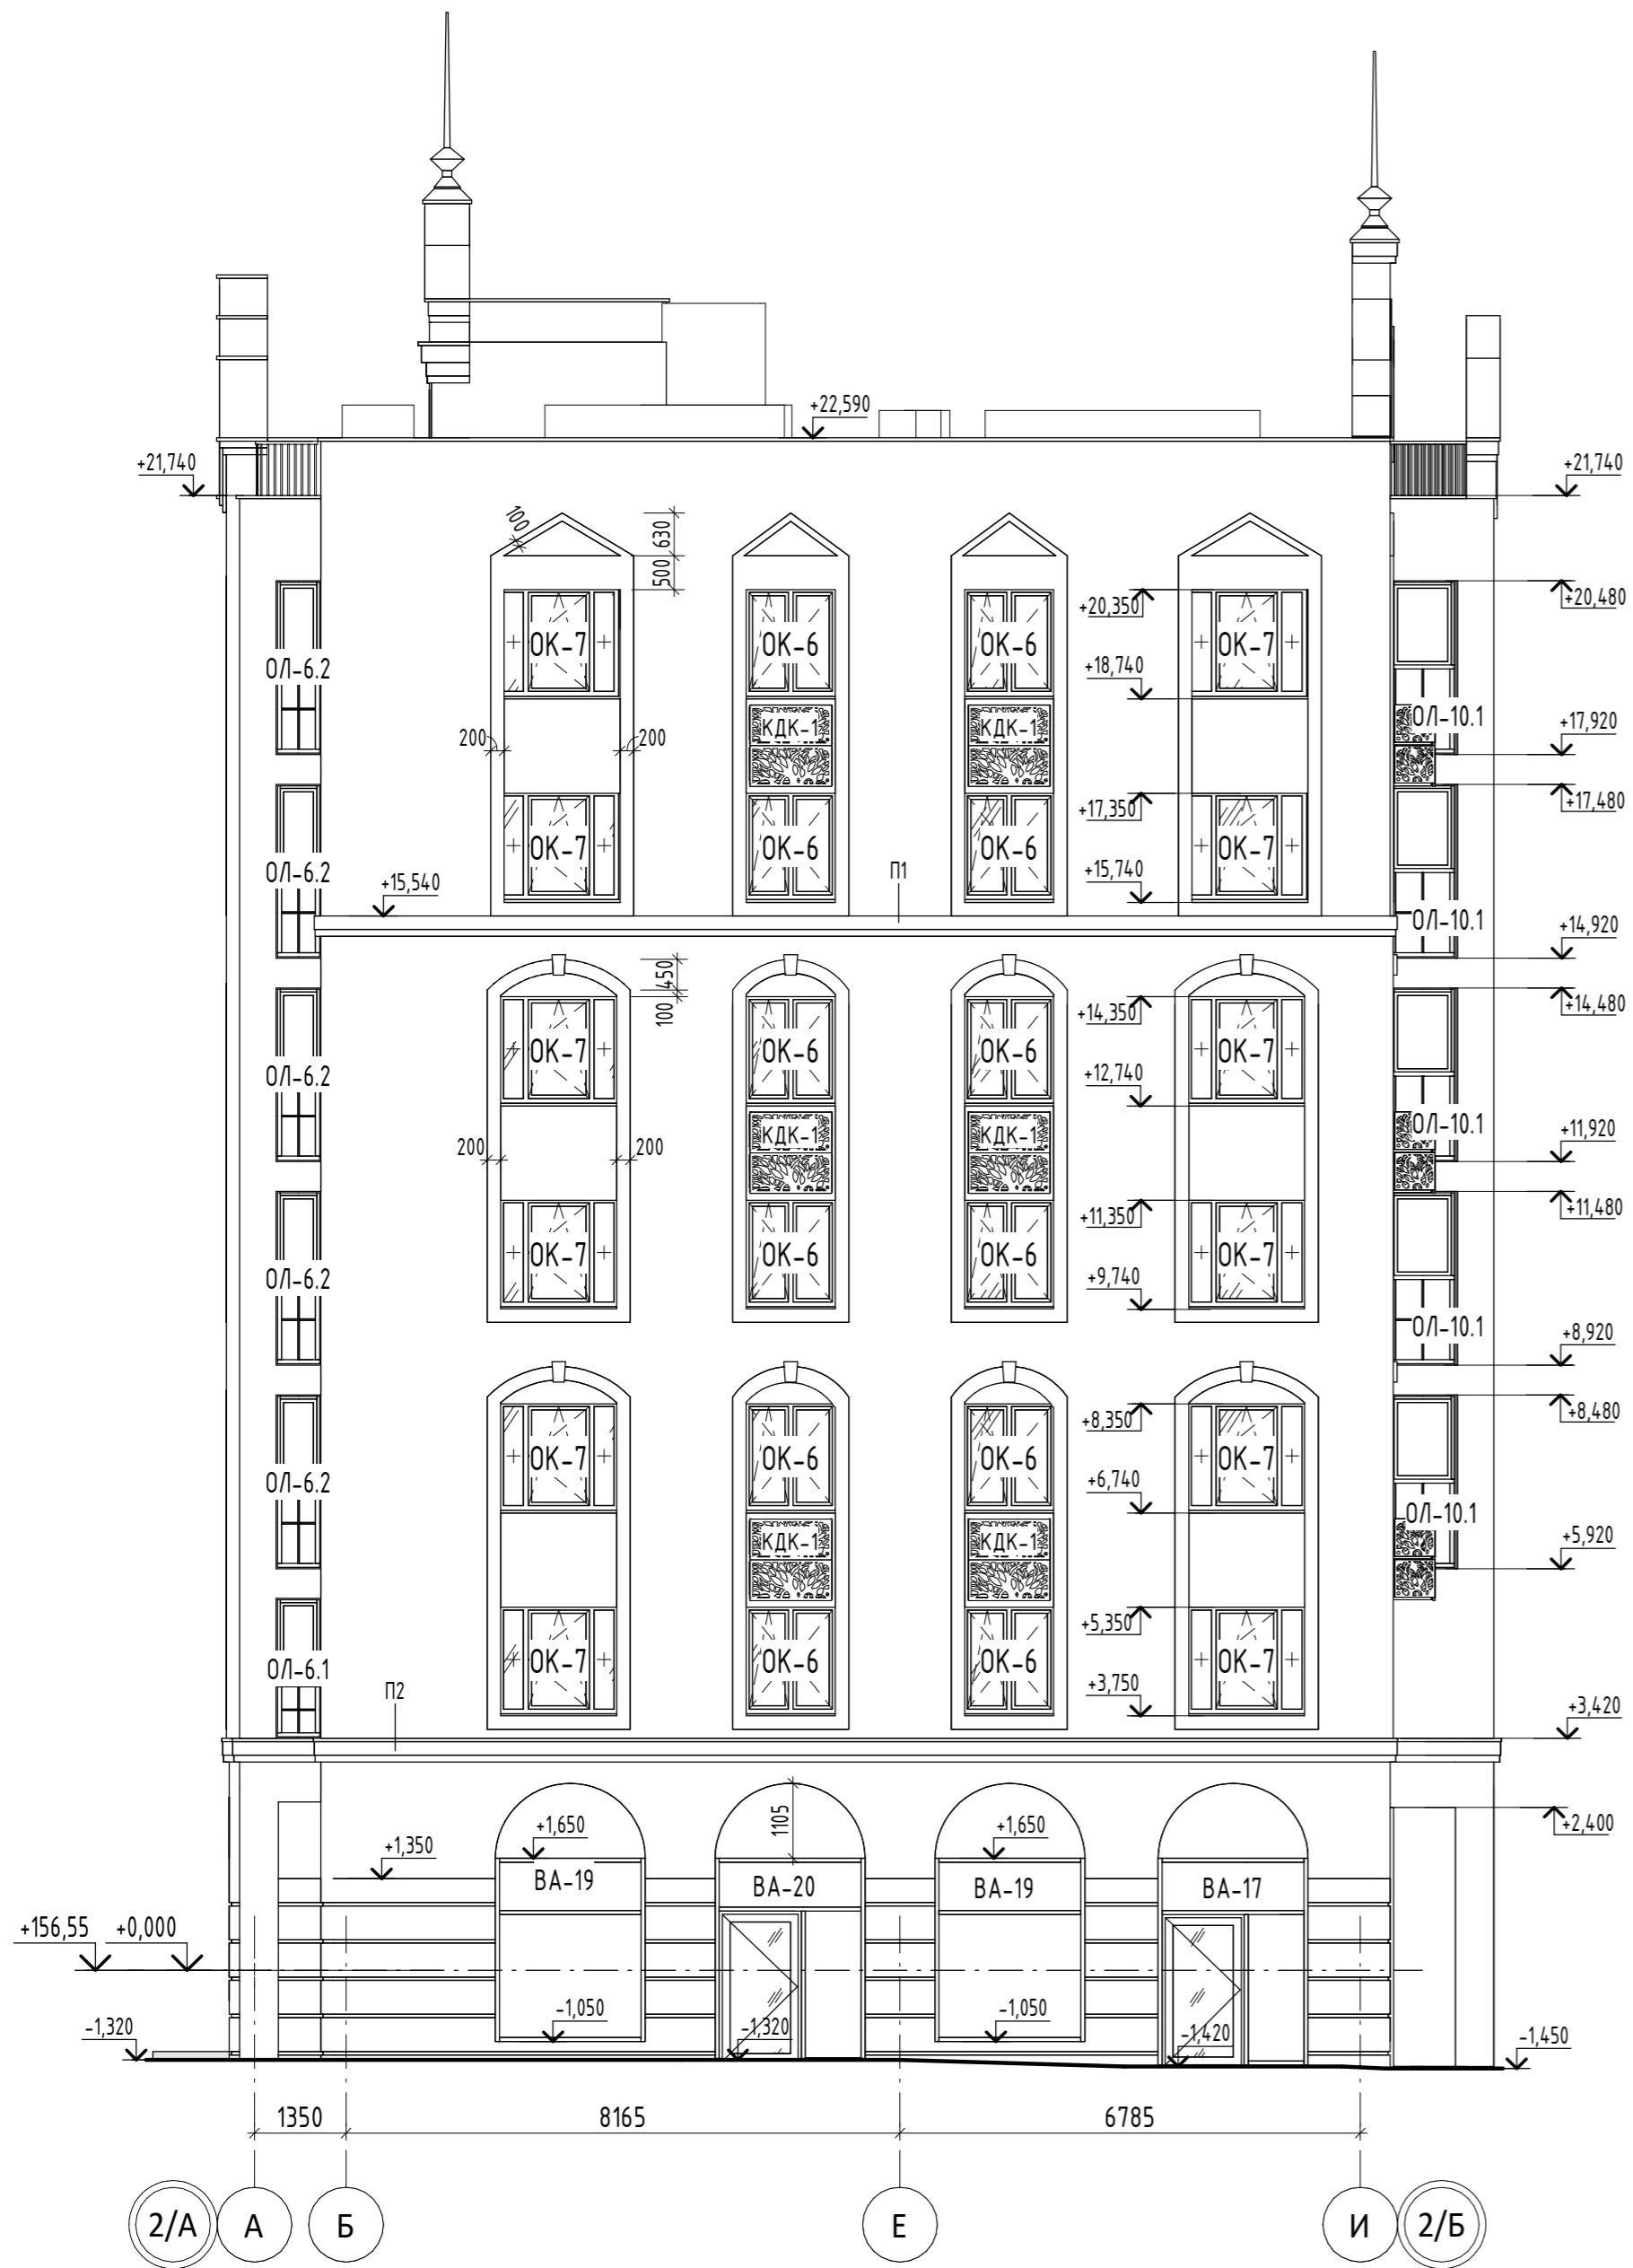 +22,590
+21,740
+21,740
100
630
500
+20,350
+20,480
ОК-7
ОК-6
ОК-6
ОК-7
ОЛ-6.2
+18,740
ОЛ-10.1
КДК-1
КДК-1
200
200
+17,920
+17,480
+17,350
ОК-7
ОК-6
ОК-6
ОК-7
ОЛ-6.2
П1
+15,740
+15,540
ОЛ-10.1
+14,920
450
100
+14,350
+14,480
ОК-7
ОК-6
ОК-6
ОК-7
ОЛ-6.2
+12,740
ОЛ-10.1
КДК-1
КДК-1
200
200
+11,920
+11,350
+11,480
ОК-7
ОК-6
ОК-6
ОК-7
ОЛ-6.2
+9,740
ОЛ-10.1
+8,920
+8,350
+8,480
ОК-7
ОК-6
ОК-6
ОК-7
ОЛ-6.2
+6,740
ОЛ-10.1
КДК-1
КДК-1
+5,920
+5,350
ОК-7
ОК-6
ОК-6
ОК-7
ОЛ-6.1
+3,750
П2
+3,420
1105
+2,400
+1,650
+1,650
+1,350
ВА-19
ВА-20
ВА-19
ВА-17
+156,55
+0,000
-1,050
-1,050
-1,320
-1,320
-1,420
-1,450
1350
8165
6785
2/А
А
Б
Е
И
2/Б